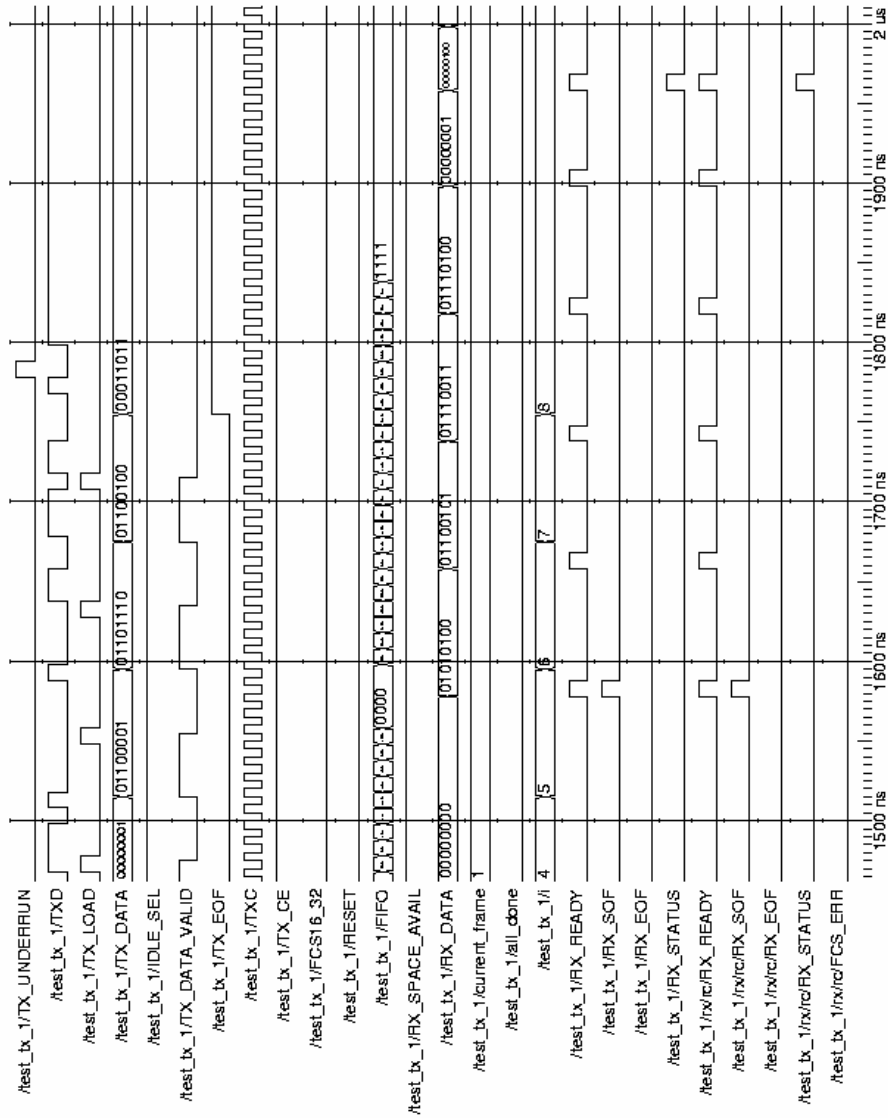 /test_tx_1/TX_UNDERRUN
/test_tx_1/TXD
/test_tx_1/TX_LOAD
/test_tx_1/TX_DATA 00000001 01100001 01101110 01100100 00011011
/test_tx_1/IDLE_SEL
/test_tx_1/TX_DATA_VALID
/test_tx_1/TX_EOF
/test_tx_1/TXC
/test_tx_1/TX_CE
/test_tx_1/FCS16_32
/test_tx_1/RESET
/test_tx_1/FIFO 0000 1111
/test_tx_1/RX_SPACE_AVAIL
/test_tx_1/RX_DATA 00000000 01010100 01100101 01110011 01110100 00000001 00000100
/test_tx_1/current_frame 1
/test_tx_1/all_done
/test_tx_1/i 4 5 6 7 8
/test_tx_1/RX_READY
/test_tx_1/RX_SOF
/test_tx_1/RX_EOF
/test_tx_1/RX_STATUS
/test_tx_1/rx/rc/RX_READY
/test_tx_1/rx/rc/RX_SOF
/test_tx_1/rx/rc/RX_EOF
/test_tx_1/rx/rc/RX_STATUS
/test_tx_1/rx/rc/FCS_ERR
1500 ns 1600 ns 1700 ns 1800 ns 1900 ns 2 us